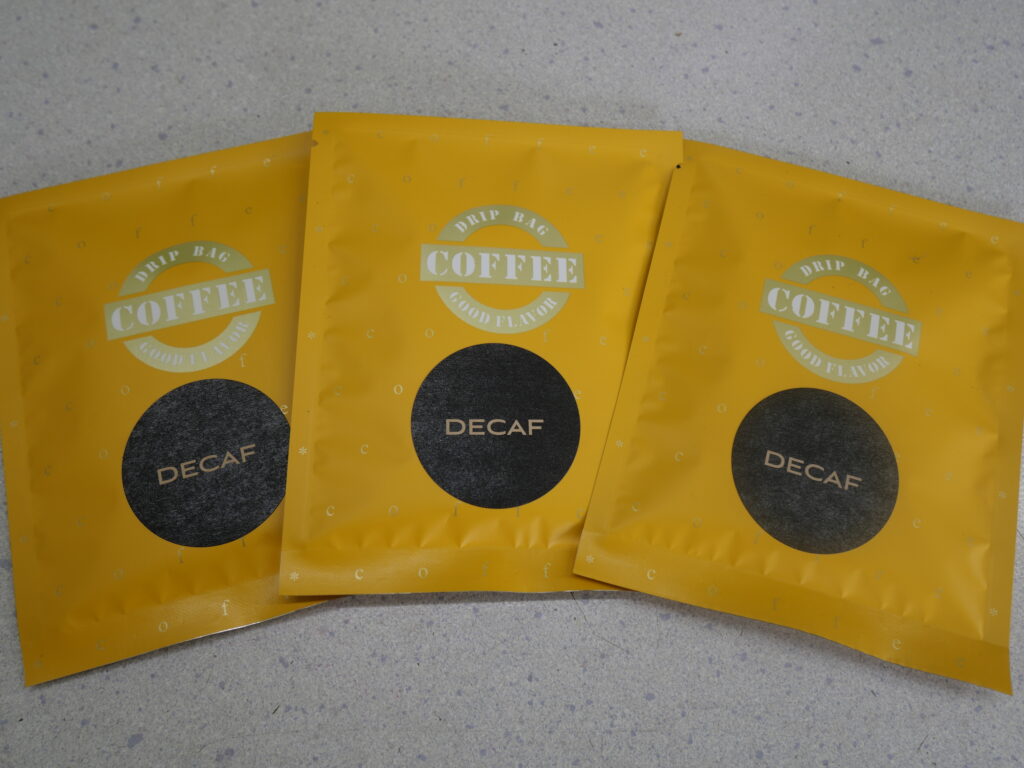 DRIP BAG
COFFEE
GOOD FLAVOR
DECAF
DRIP BAG
COFFEE
GOOD FLAVOR
DECAF
DRIP BAG
COFFEE
GOOD FLAVOR
DECAF
* c o f f e
* c o f f e